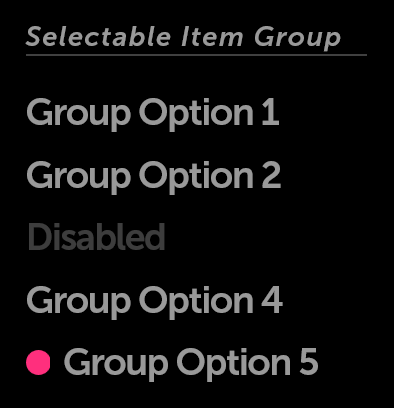 Selectable Item Group
Group Option 1
Group Option 2
Disabled
Group Option 4
Group Option 5